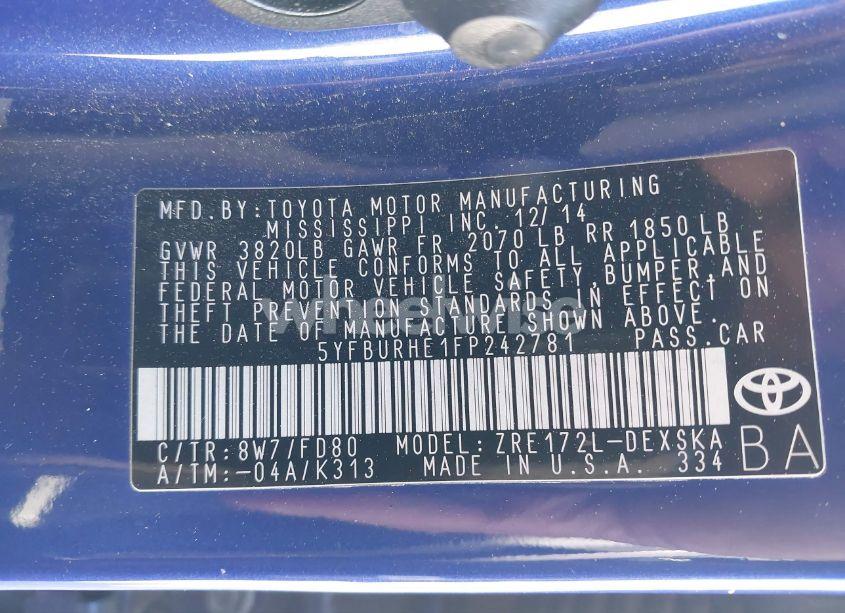 MFD.BY:TOYOTA MOTOR MANUFACTURING
MISSISSIPPI INC. 12/14
GVWR 3820LB GAWR FR 2070 LB RR 1850 LB
THIS VEHICLE CONFORMS TO ALL APPLICABLE
FEDERAL MOTOR VEHICLE SAFETY,BUMPER,AND
THEFT PREVENTION STANDARDS IN EFFECT ON
THE DATE OF MANUFACTURE SHOWN ABOVE.
5YFBURHE1FP242781 PASS.CAR
C/TR:8W7/FD80 MODEL: ZRE172L-DEXSKA
A/TM:-04A/K313 MADE IN U.S.A. 334
BA